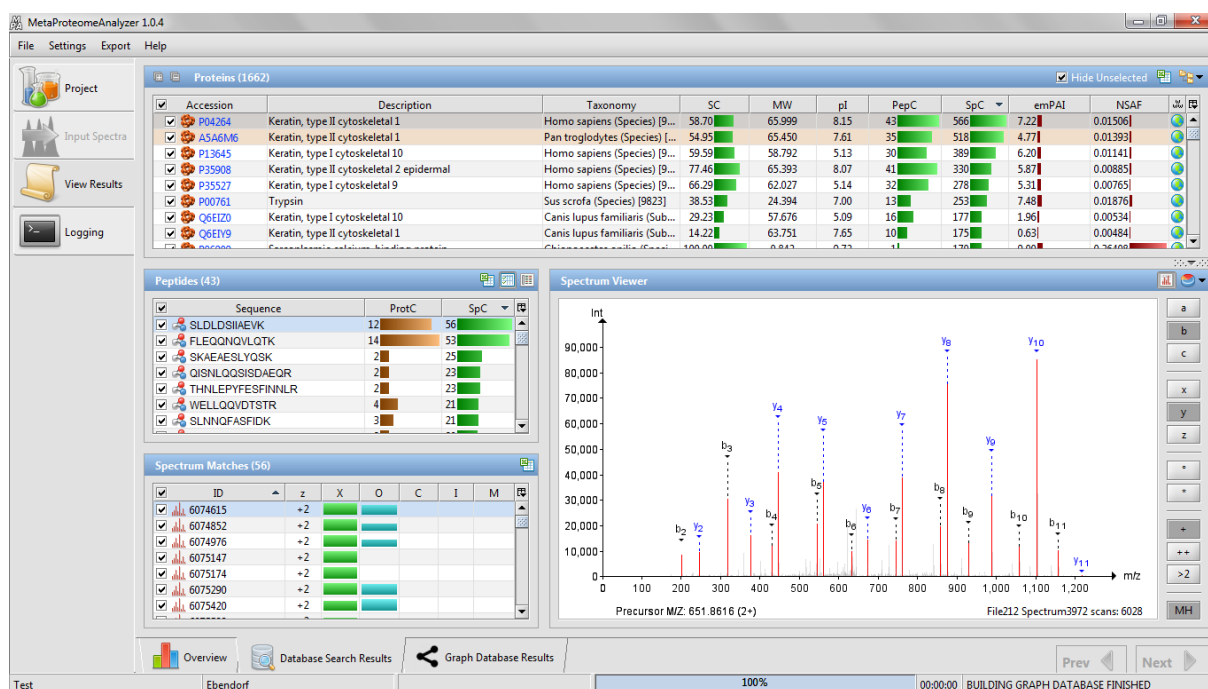 MetaProteomeAnalyzer 1.0.4
File Settings Export Help
Project
Input Spectra
View Results
Logging
Proteins (1662)
Hide Unselected
Accession Description Taxonomy SC MW pI PepC SpC emPAI NSAF
P04264 Keratin, type II cytoskeletal 1 Homo sapiens (Species) [9... 58.70 65.999 8.15 43 566 7.22 0.01506
A5A6M6 Keratin, type II cytoskeletal 1 Pan troglodytes (Species) [... 54.95 65.450 7.61 35 518 4.77 0.01393
P13645 Keratin, type I cytoskeletal 10 Homo sapiens (Species) [9... 59.59 58.792 5.13 30 389 6.20 0.01141
P35908 Keratin, type II cytoskeletal 2 epidermal Homo sapiens (Species) [9... 77.46 65.393 8.07 41 330 5.87 0.00885
P35527 Keratin, type I cytoskeletal 9 Homo sapiens (Species) [9... 66.29 62.027 5.14 32 278 5.31 0.00765
P00761 Trypsin Sus scrofa (Species) [9823] 38.53 24.394 7.00 13 253 7.48 0.01876
Q6EIZ0 Keratin, type I cytoskeletal 10 Canis lupus familiaris (Sub... 29.23 57.676 5.09 16 177 1.96 0.00534
Q6EIY9 Keratin, type II cytoskeletal 1 Canis lupus familiaris (Sub... 14.22 63.751 7.65 10 175 0.63 0.00484
Peptides (43)
Sequence ProtC SpC
SLDLDSIIAEVK 12 56
FLEQQNQVLQTK 14 53
SKAEAESLYQSK 2 25
QISNLQQSISDAEQR 2 23
THNLEPYFESFINNLR 2 23
WELLQQVDTSTR 4 21
SLNNQFASFIDK 3 21
Spectrum Matches (56)
ID z X O C I M
6074615 +2
6074852 +2
6074976 +2
6075147 +2
6075174 +2
6075290 +2
6075420 +2
Spectrum Viewer
Int
90,000
80,000
70,000
60,000
50,000
40,000
30,000
20,000
10,000
0
b2 y2 b3 y3 b4 y4 b5 y5 b6 y6 b7 y7 b8 y8 b9 y9 b10 y10 b11 y11
0 100 200 300 400 500 600 700 800 900 1,000 1,100 1,200 m/z
Precursor M/Z: 651.8616 (2+) File212 Spectrum3972 scans: 6028
a
b
c
x
y
z
°
*
+
++
>2
MH
Overview Database Search Results Graph Database Results
Prev Next
Test Ebendorf 100% 00:00:00 BUILDING GRAPH DATABASE FINISHED